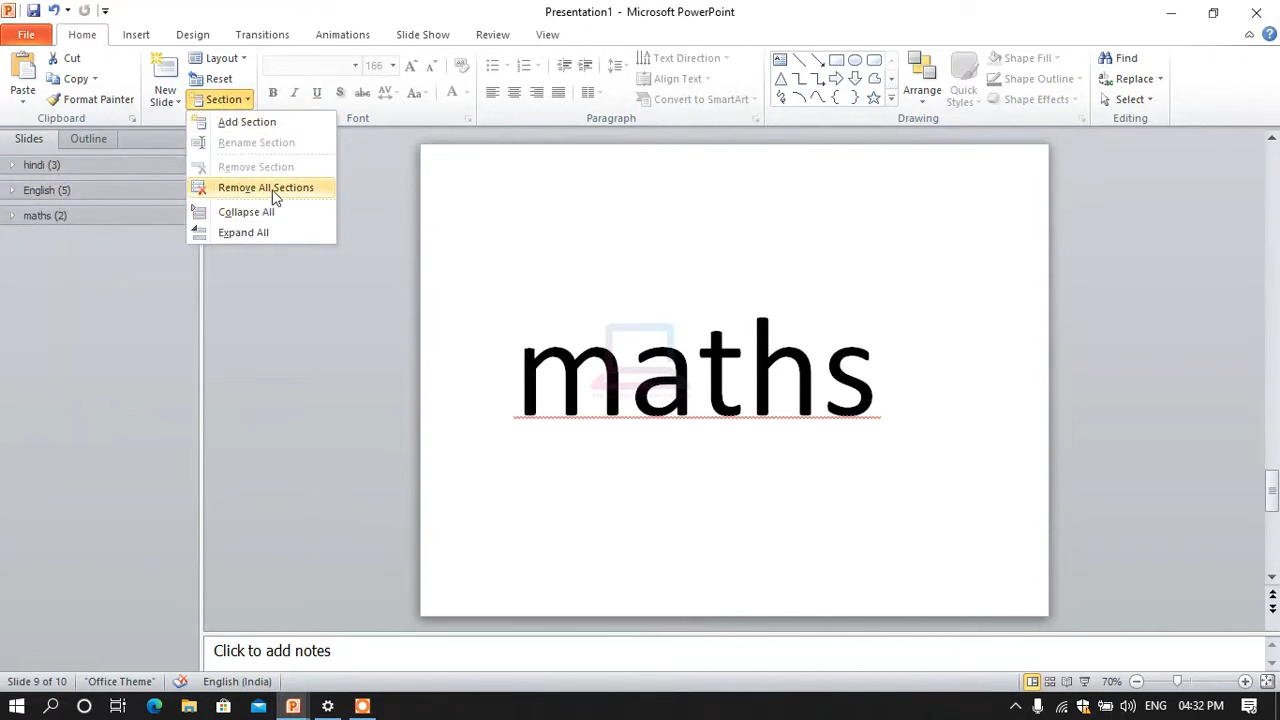 Presentation1 - Microsoft PowerPoint
File Home Insert Design Transitions Animations Slide Show Review View
Paste
Cut
Copy
Format Painter
Clipboard
New Slide
Layout
Reset
Section
166
B I U S abc AV Aa A
Font
Text Direction
Align Text
Convert to SmartArt
Paragraph
Arrange
Quick Styles
Shape Fill
Shape Outline
Shape Effects
Drawing
Find
Replace
Select
Editing
Add Section
Rename Section
Remove Section
Remove All Sections
Collapse All
Expand All
Slides Outline
hindi (3)
English (5)
maths (2)
maths
Click to add notes
Slide 9 of 10 "Office Theme" English (India) 70%
ENG 04:32 PM